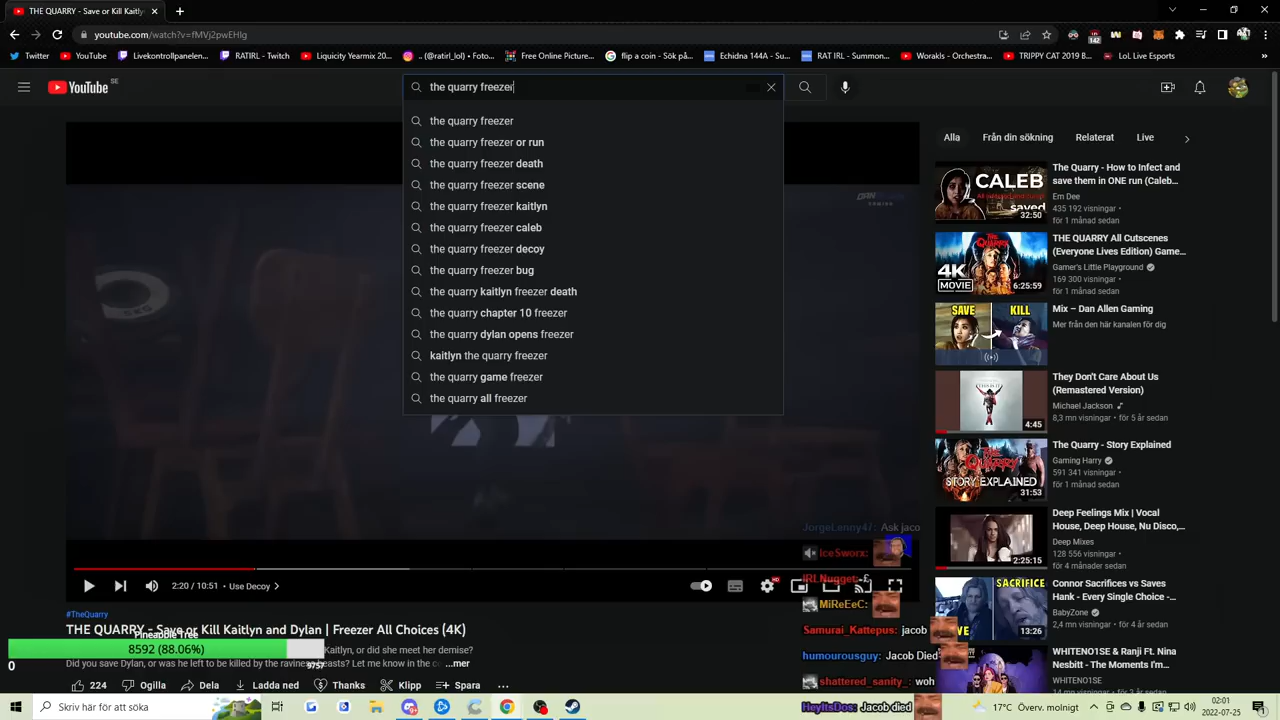 THE QUARRY - Save or Kill Kaitlyn
youtube.com/watch?v=fMVj2pwEHlg
142
Twitter
YouTube
Livekontrollpanelen...
RATIRL - Twitch
Liquicity Yearmix 20...
(@ratirl_lol) • Foto...
Free Online Picture...
flip a coin - Sök på...
Echidna 144A - Su...
RAT IRL - Summon...
Worakls - Orchestra...
TRIPPY CAT 2019 B...
LoL Live Esports
YouTube SE
the quarry freezer
the quarry freezer
the quarry freezer or run
the quarry freezer death
the quarry freezer scene
the quarry freezer kaitlyn
the quarry freezer caleb
the quarry freezer decoy
the quarry freezer bug
the quarry kaitlyn freezer death
the quarry chapter 10 freezer
the quarry dylan opens freezer
kaitlyn the quarry freezer
the quarry game freezer
the quarry all freezer
GAMING
2:20 / 10:51 • Use Decoy
HD
#TheQuarry
THE QUARRY - Save or Kill Kaitlyn and Dylan | Freezer All Choices (4K)
Pineapple Tree
8592 (88.06%)
0
9757
Kaitlyn, or did she meet her demise?
Did you save Dylan, or was he left to be killed by the ravine
easts? Let me know in the c ...mer
224
Ogilla
Dela
Ladda ned
Thanks
Klipp
Spara
JorgeLenny47: Ask jaco
IceSworx:
IRLNugget:
MiREeC:
Samurai_Kattepus: jacob
humourousguy: Jacob Died
shattered_sanity_: woh
HeyItsDos: Jacob died
Alla
Från din sökning
Relaterat
Live
CALEB
saved
32:50
The Quarry - How to Infect and
save them in ONE run (Caleb...
Em Dee
435 192 visningar •
för 1 månad sedan
4K
MOVIE
6:25:59
THE QUARRY All Cutscenes
(Everyone Lives Edition) Game...
Gamer's Little Playground
169 300 visningar •
för 1 månad sedan
SAVE
KILL
Mix – Dan Allen Gaming
Mer från den här kanalen för dig
4:45
They Don't Care About Us
(Remastered Version)
Michael Jackson
8,3 mn visningar • för 5 år sedan
THE QUARRY
STORY EXPLAINED
31:53
The Quarry - Story Explained
Gaming Harry
591 341 visningar •
för 1 månad sedan
2:25:15
Deep Feelings Mix | Vocal
House, Deep House, Nu Disco,...
Deep Mixes
128 556 visningar •
för 4 månader sedan
SACRIFICE
13:26
Connor Sacrifices vs Saves
Hank - Every Single Choice -...
BabyZone
2,4 mn visningar • för 4 år sedan
WHITENO1SE & Ranji Ft. Nina
Nesbitt - The Moments I'm...
WHITENO1SE
Skriv här för att söka
17°C Överv. molnigt
02:01
2022-07-25